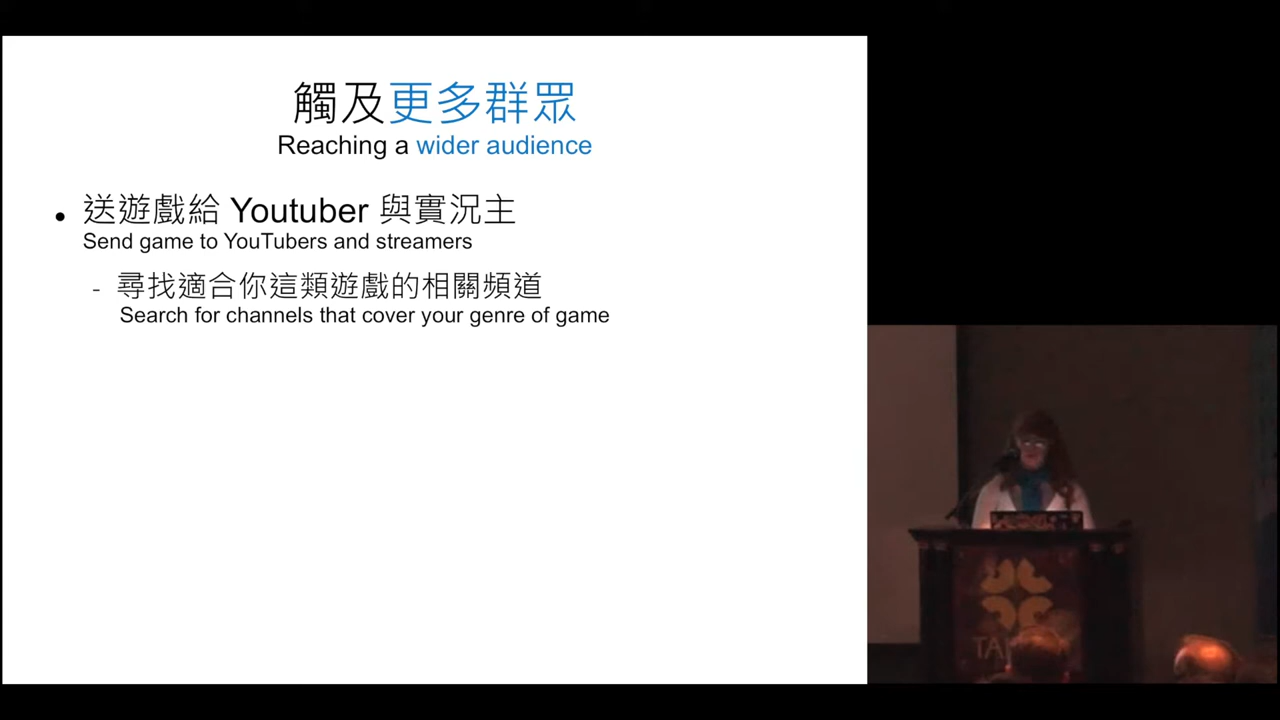 觸及更多群眾
Reaching a wider audience
送遊戲給 Youtuber 與實況主
Send game to YouTubers and streamers
- 尋找適合你這類遊戲的相關頻道
Search for channels that cover your genre of game